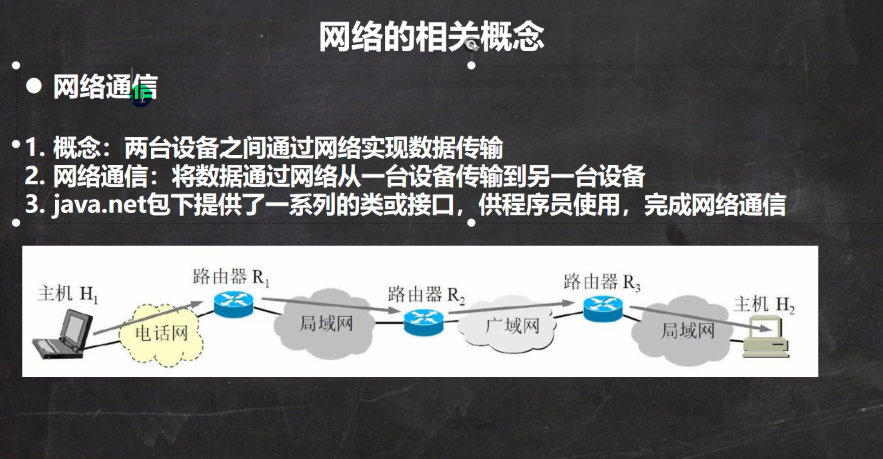 网络的相关概念
● 网络通信
1. 概念：两台设备之间通过网络实现数据传输
2. 网络通信：将数据通过网络从一台设备传输到另一台设备
3. java.net包下提供了一系列的类或接口，供程序员使用，完成网络通信
主机 H1
电话网
路由器 R1
局域网
路由器 R2
广域网
路由器 R3
局域网
主机 H2